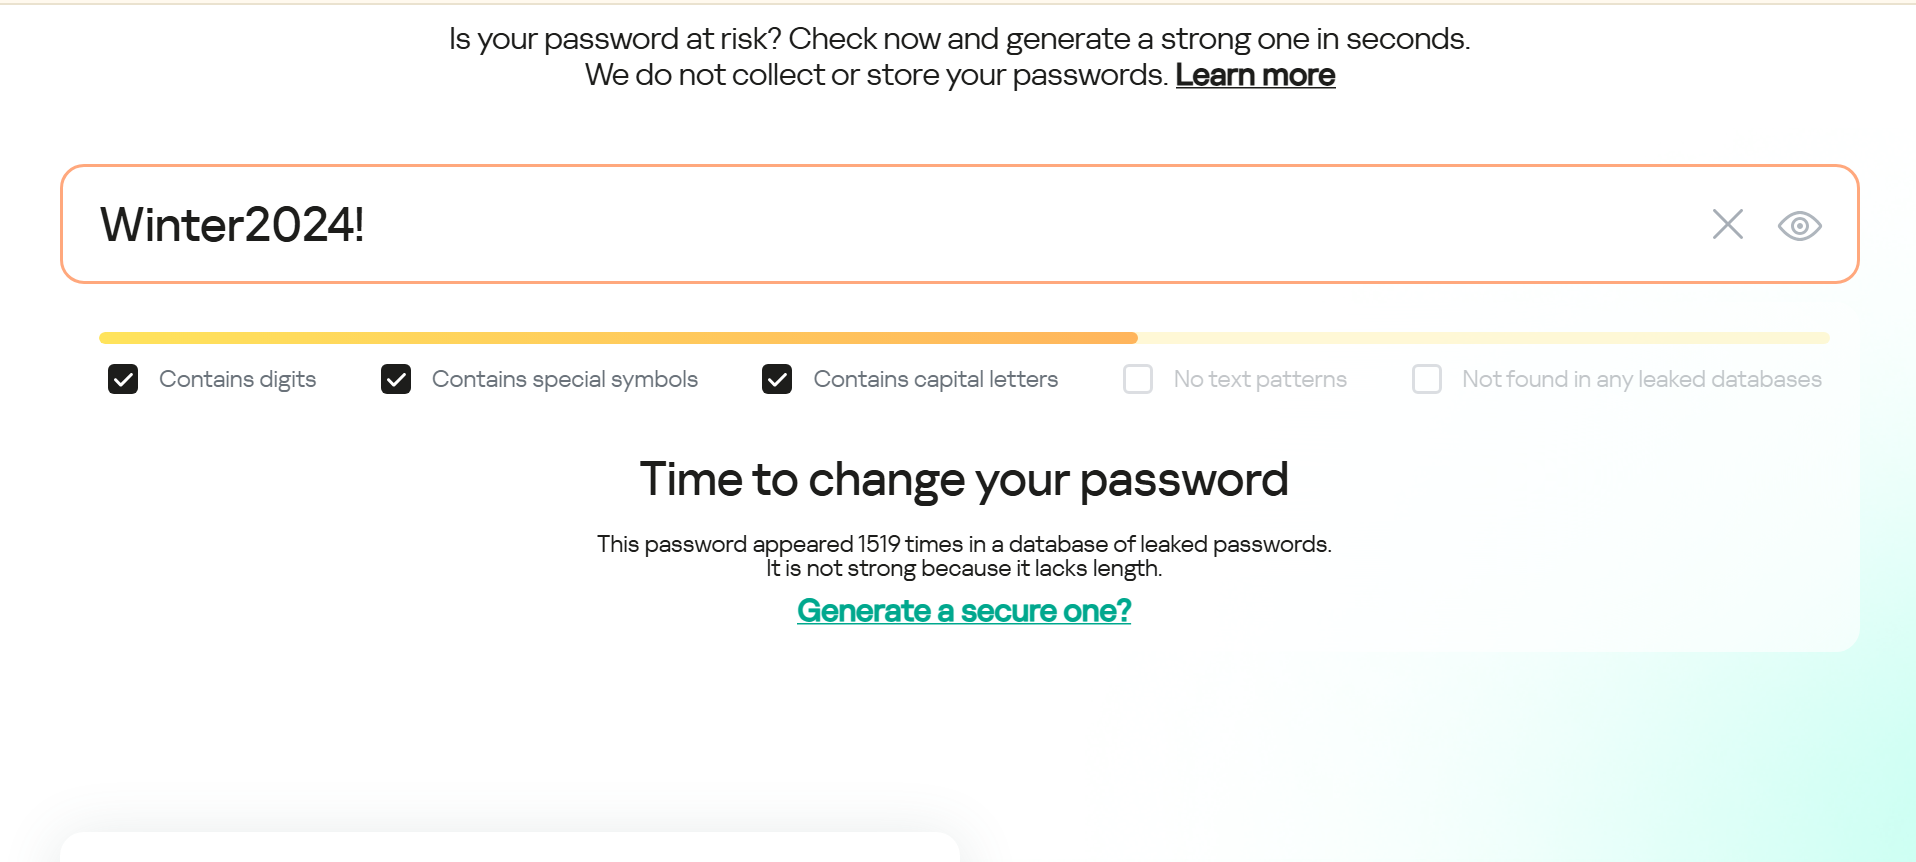 Is your password at risk? Check now and generate a strong one in seconds.
We do not collect or store your passwords. Learn more
Winter2024!
Contains digits
Contains special symbols
Contains capital letters
No text patterns
Not found in any leaked databases
Time to change your password
This password appeared 1519 times in a database of leaked passwords.
It is not strong because it lacks length.
Generate a secure one?